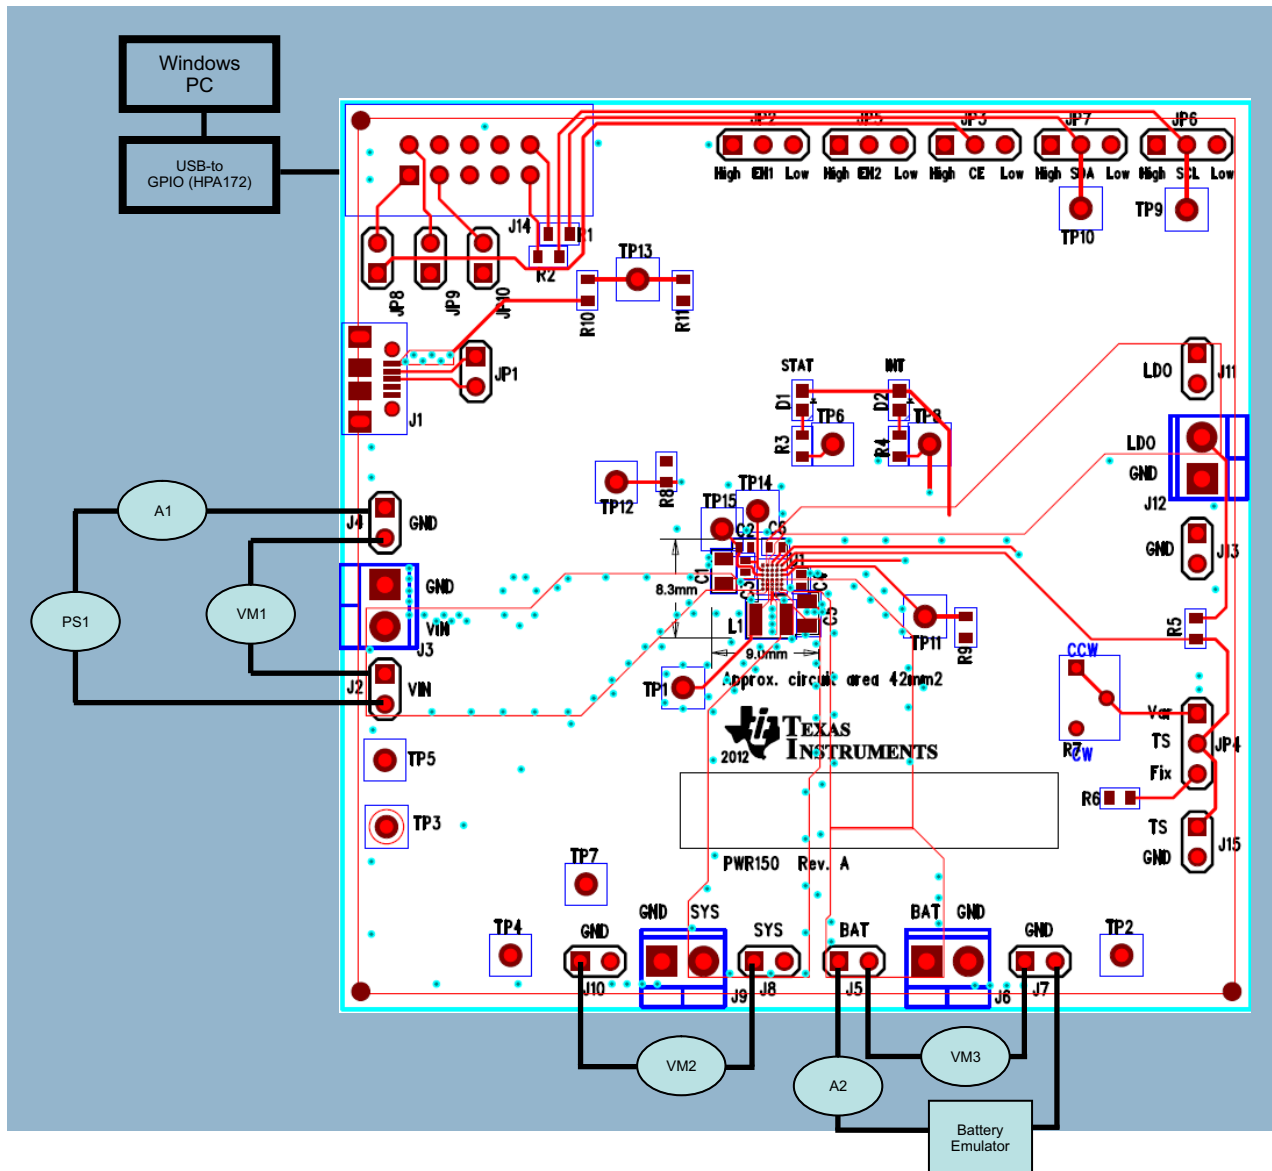 Windows
PC
USB-to
GPIO (HPA172)
JP2
JP5
JP3
JP7
JP6
High EN1 Low
High EN2 Low
High CE Low
High SDA Low
High SCL Low
TP10
TP9
J14
R1
R2
TP13
JP8
JP9
JP10
R10
R11
JP1
J1
STAT
INT
D1
D2
TP6
TP8
R3
R4
LDO
J11
LDO
GND
J12
TP12
R8
TP14
TP15
A1
J4
GND
C2
C6
U1
GND
J13
C1
8.3mm
C3
C4
C5
PS1
VM1
GND
VIN
J3
L1
9.0mm
TP11
R9
R5
CCW
J2
VIN
TP1
Approx. circuit area 42mm2
TEXAS
INSTRUMENTS
2012
R7
CW
Var
TS
Fix
JP4
TP5
R6
TP3
TS
GND
J15
TP7
PWR150 Rev. A
TP4
GND
GND SYS
SYS
BAT
BAT GND
GND
TP2
J10
J9
J8
J5
J6
J7
VM2
A2
VM3
Battery
Emulator